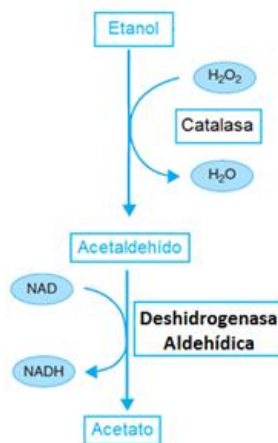 Etanol
H₂O₂
Catalasa
H₂O
Acetaldehído
NAD
Deshidrogenasa
Aldehídica
NADH
Acetato